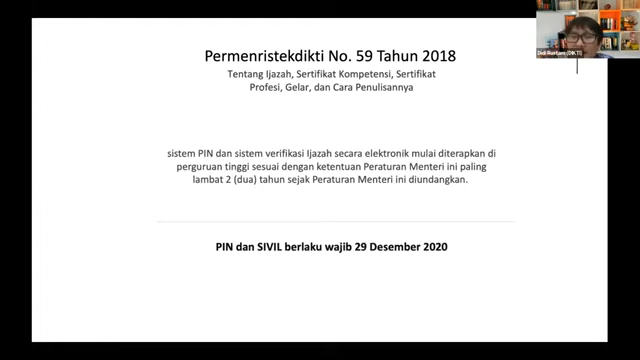 Permenristekdikti No. 59 Tahun 2018
Tentang Ijazah, Sertifikat Kompetensi, Sertifikat
Profesi, Gelar, dan Cara Penulisannya
sistem PIN dan sistem verifikasi Ijazah secara elektronik mulai diterapkan di
perguruan tinggi sesuai dengan ketentuan Peraturan Menteri ini paling
lambat 2 (dua) tahun sejak Peraturan Menteri ini diundangkan.
PIN dan SIVIL berlaku wajib 29 Desember 2020
Didi Rustam (DIKTI)